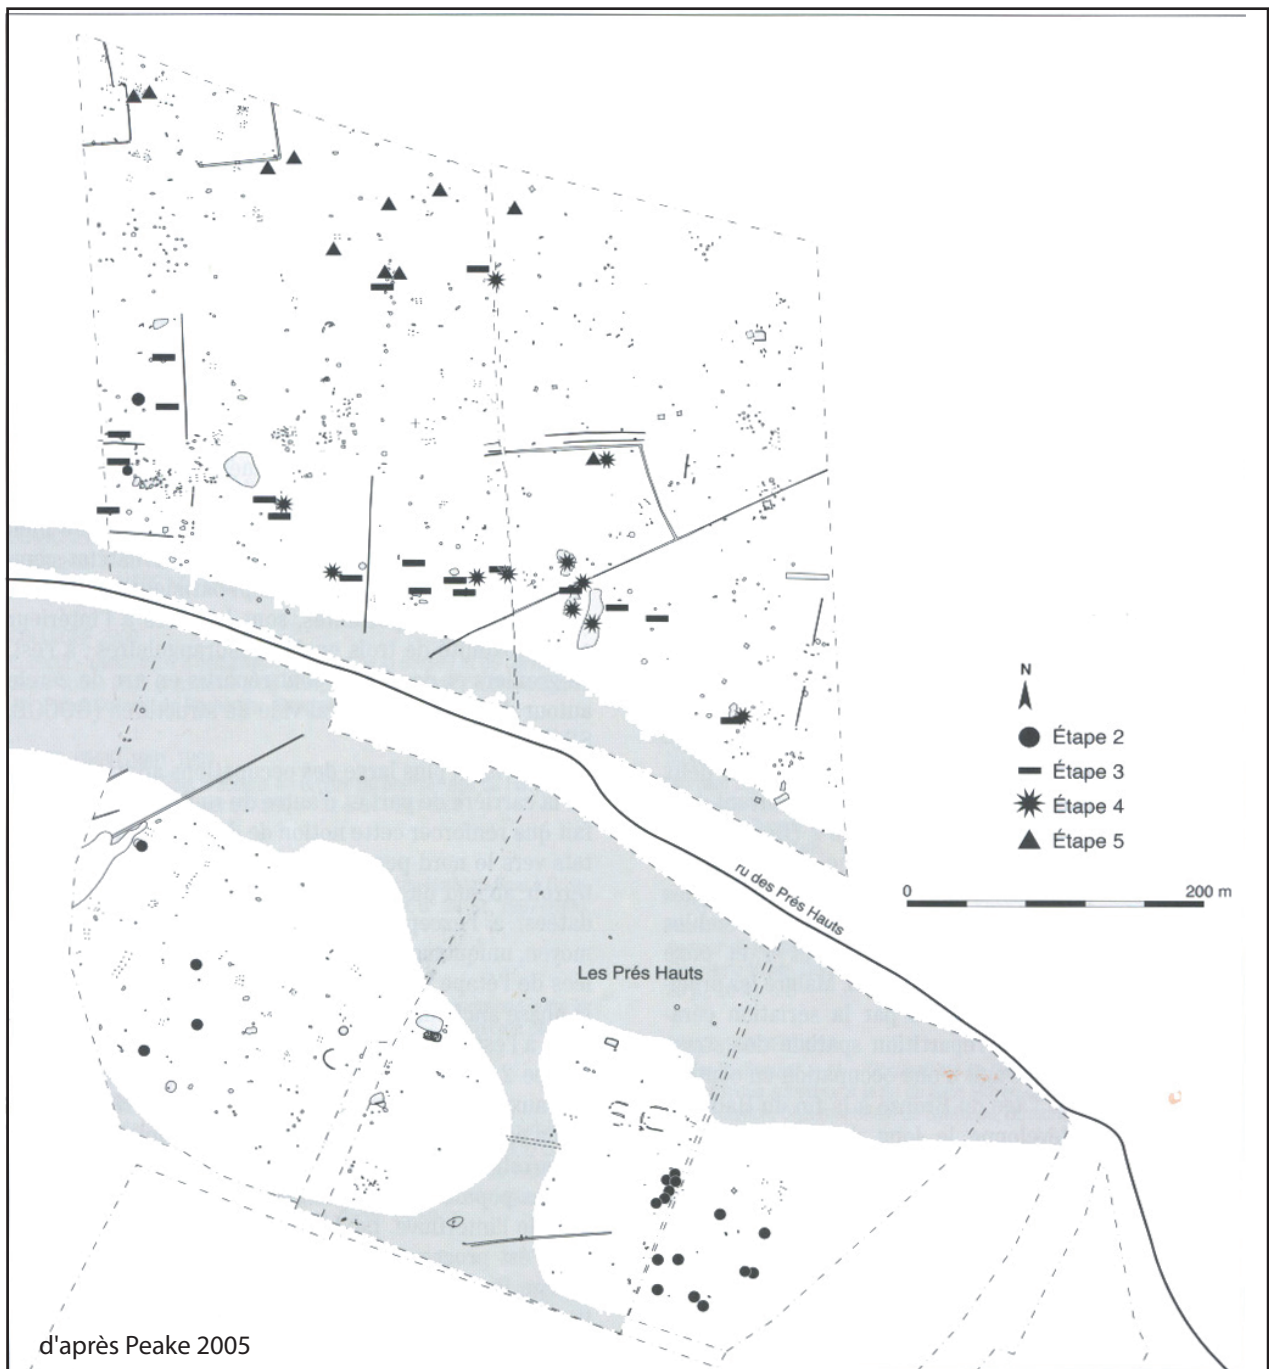 N
Étape 2
Étape 3
Étape 4
Étape 5
0 200 m
ru des Prés Hauts
Les Prés Hauts
d'après Peake 2005